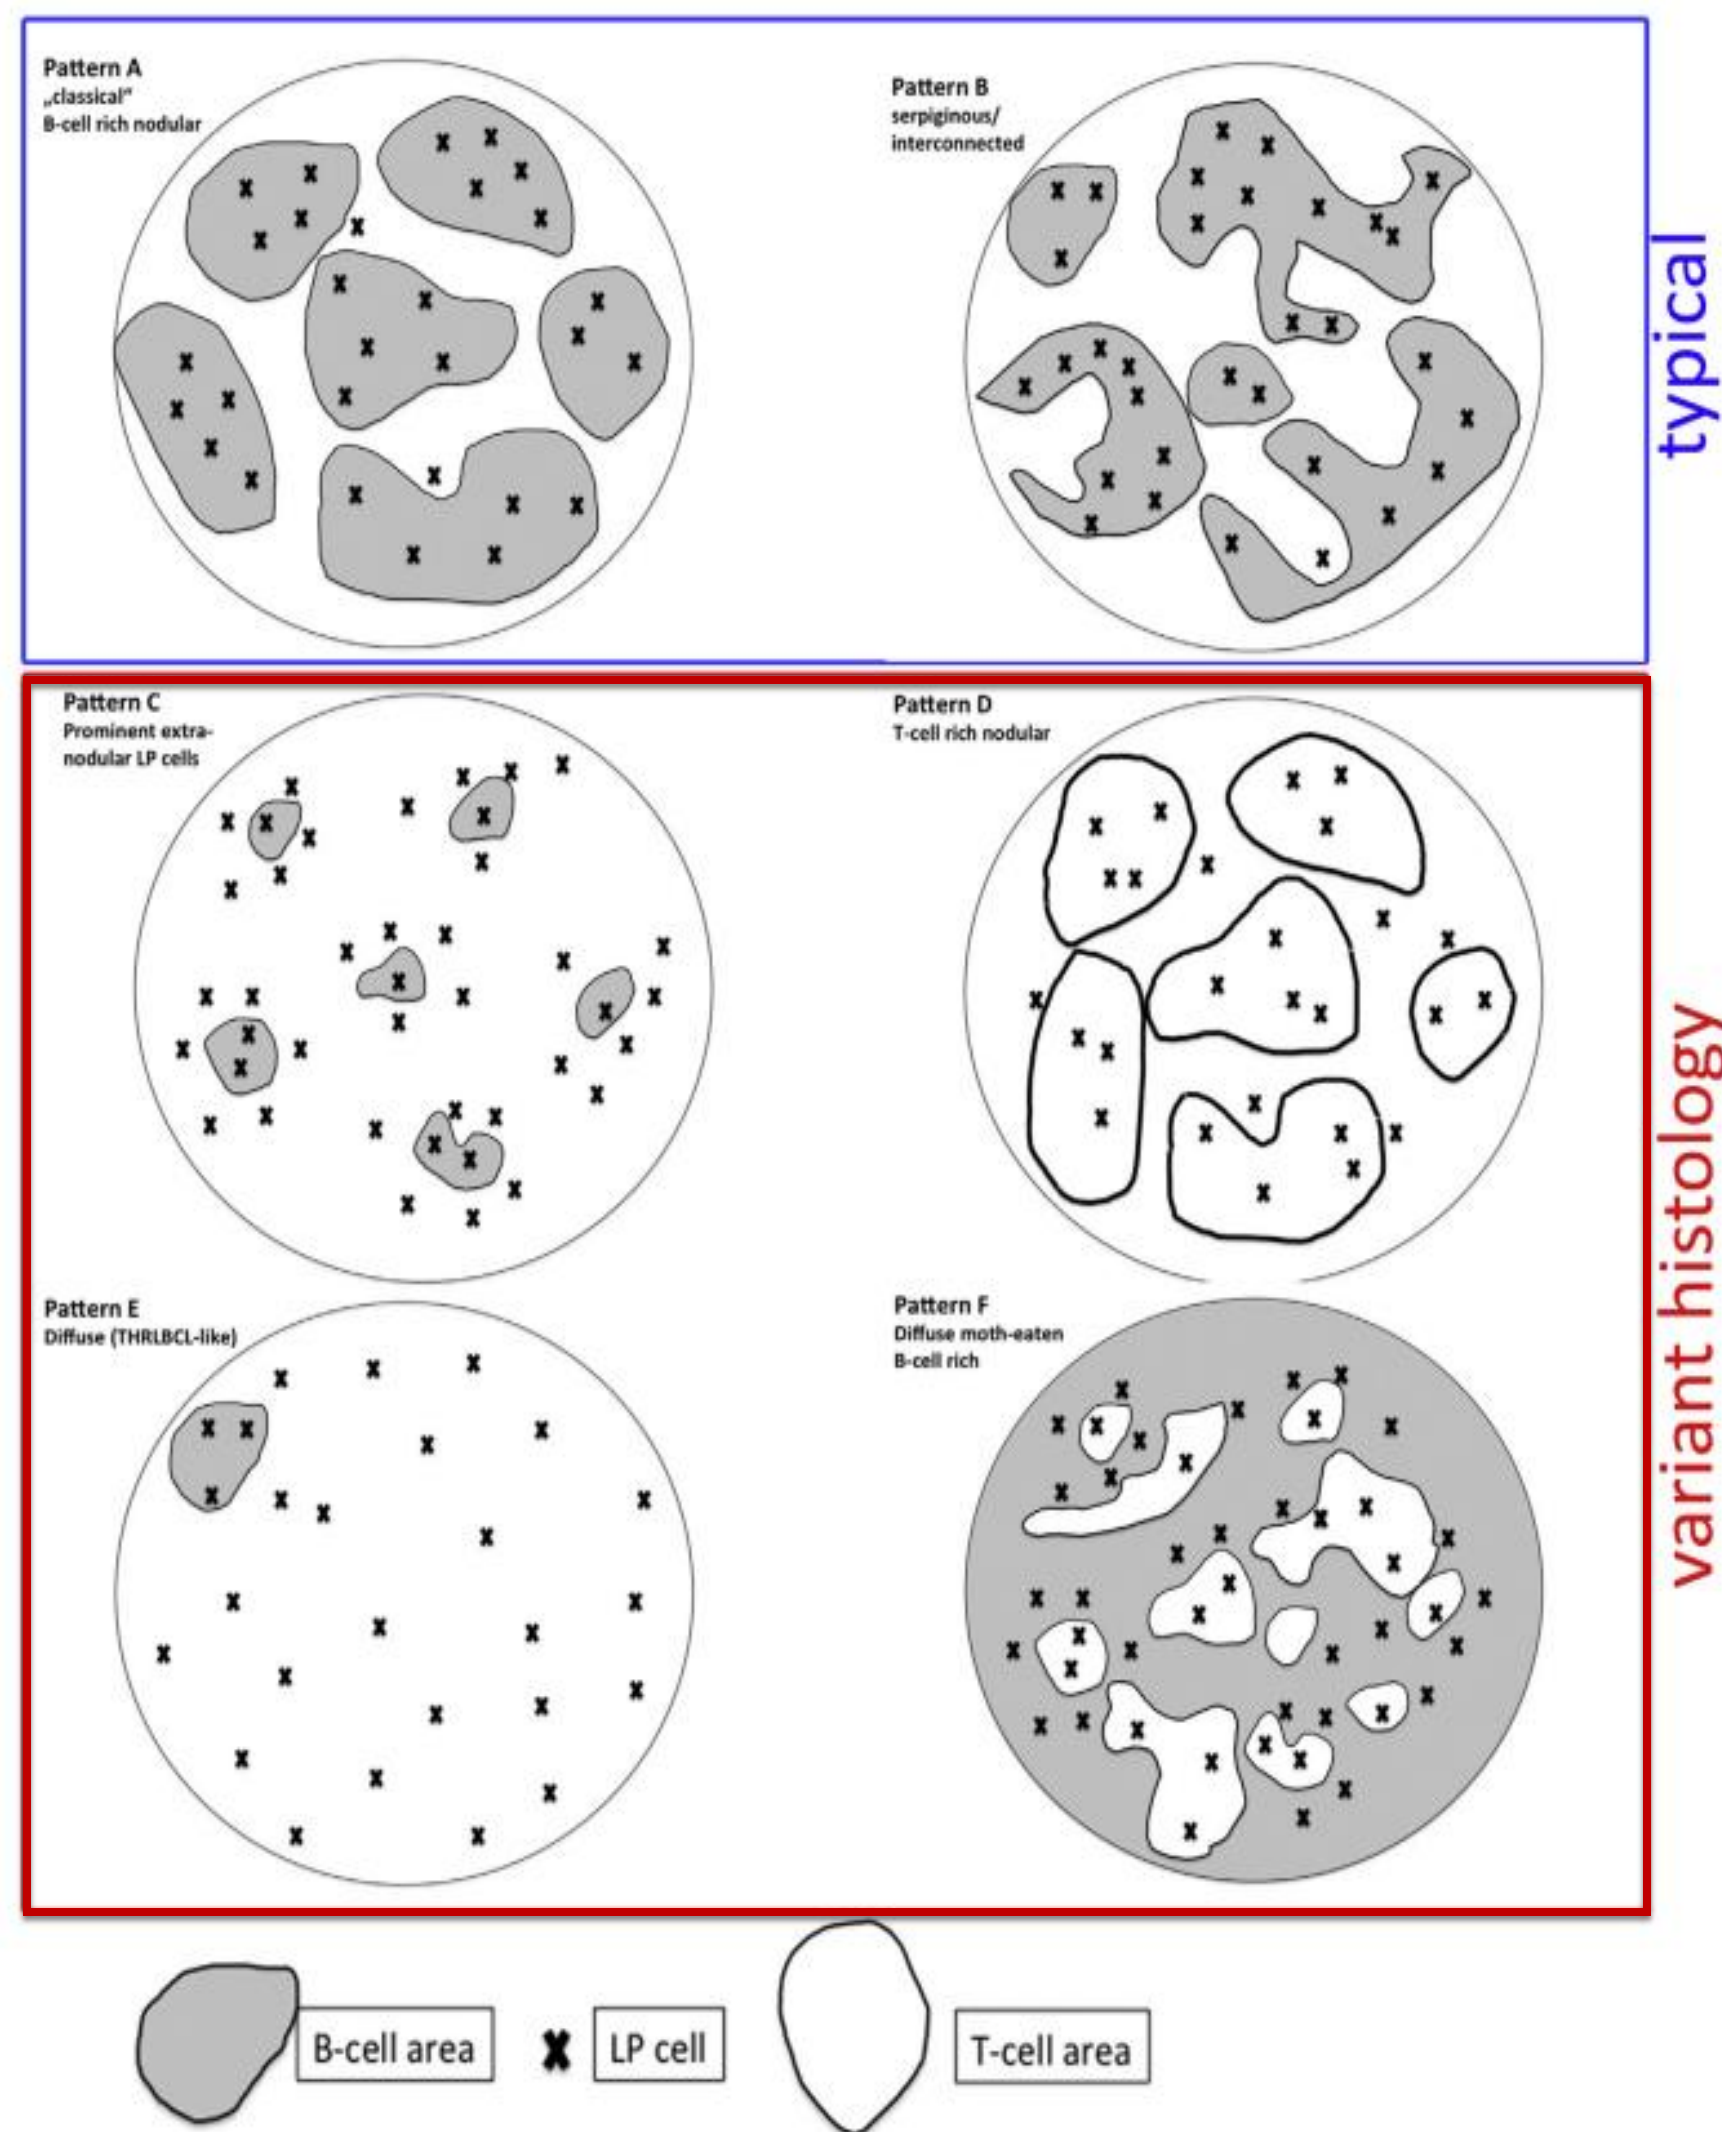 Pattern A
„classical"
B-cell rich nodular
Pattern B
serpiginous/
interconnected
typical
Pattern C
Prominent extra-
nodular LP cells
Pattern D
T-cell rich nodular
Pattern E
Diffuse (THRLBCL-like)
Pattern F
Diffuse moth-eaten
B-cell rich
variant histology
B-cell area
LP cell
T-cell area